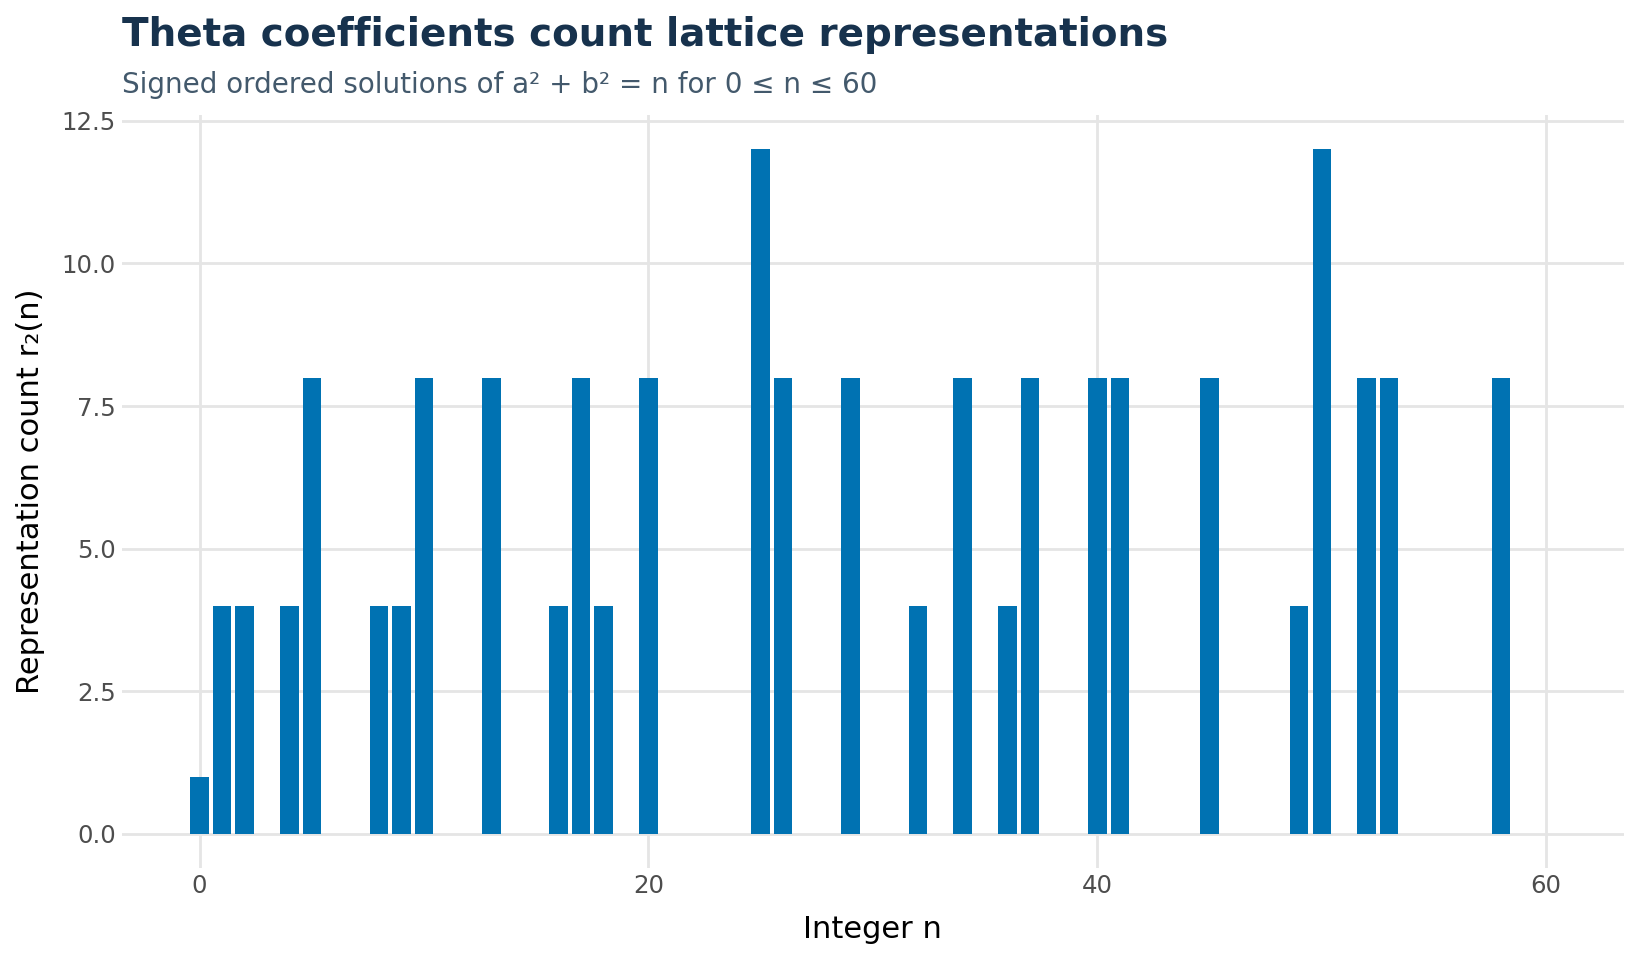 Theta coefficients count lattice representations
Signed ordered solutions of a² + b² = n for 0 ≤ n ≤ 60
12.5
10.0
7.5
5.0
2.5
0.0
Representation count r₂(n)
0 20 40 60
Integer n